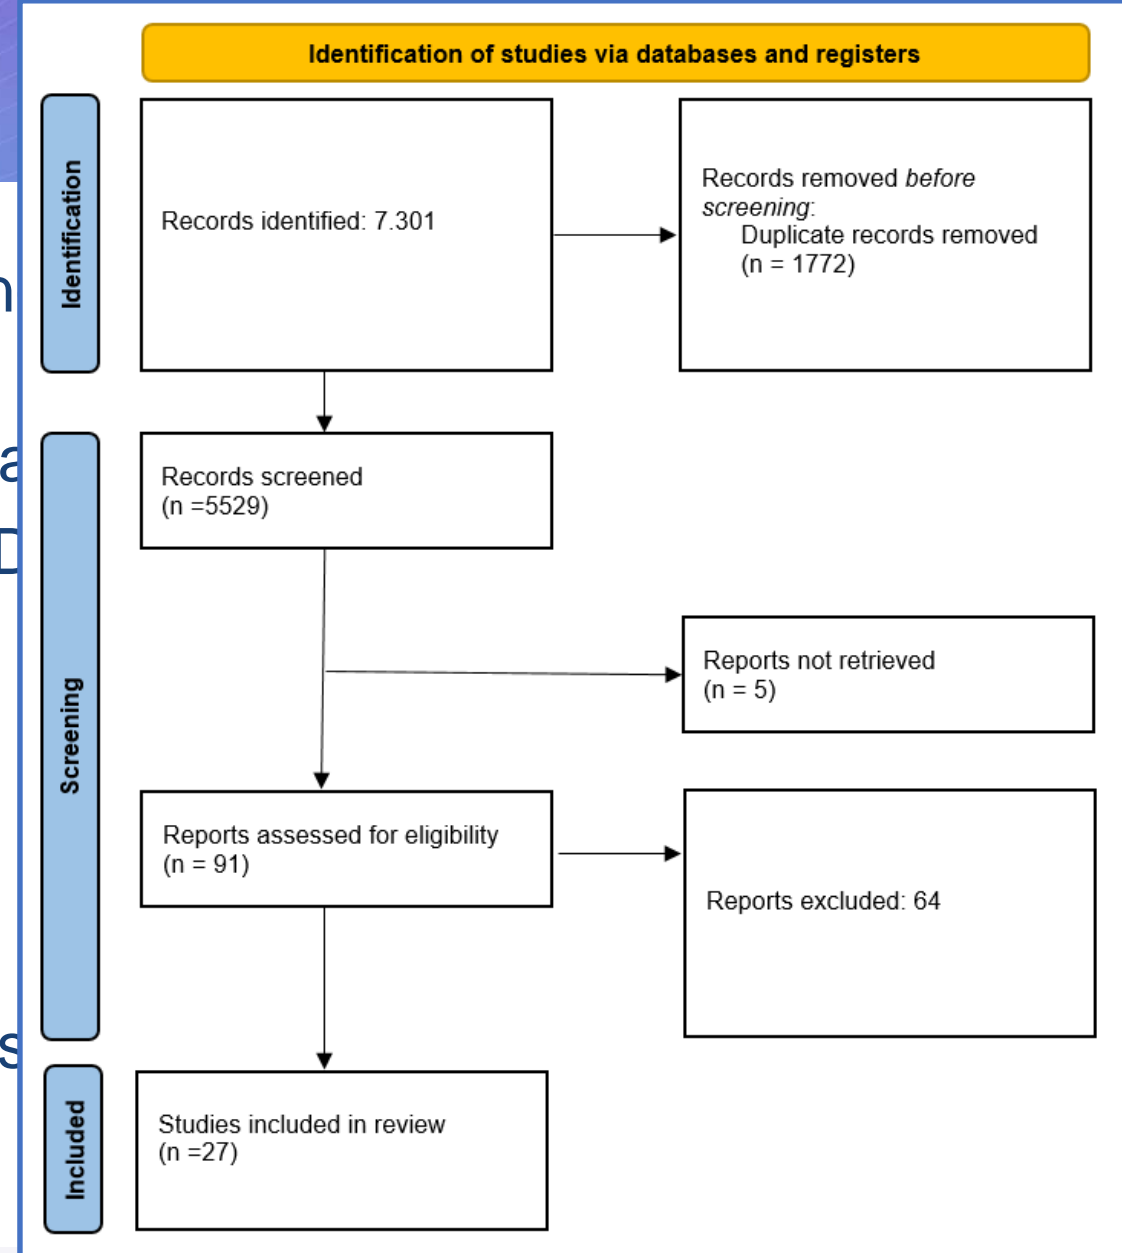 Identification of studies via databases and registers
Identification
Records identified: 7.301
Records removed before
screening:
Duplicate records removed
(n = 1772)
Screening
Records screened
(n =5529)
Reports not retrieved
(n = 5)
Reports assessed for eligibility
(n = 91)
Reports excluded: 64
Included
Studies included in review
(n =27)